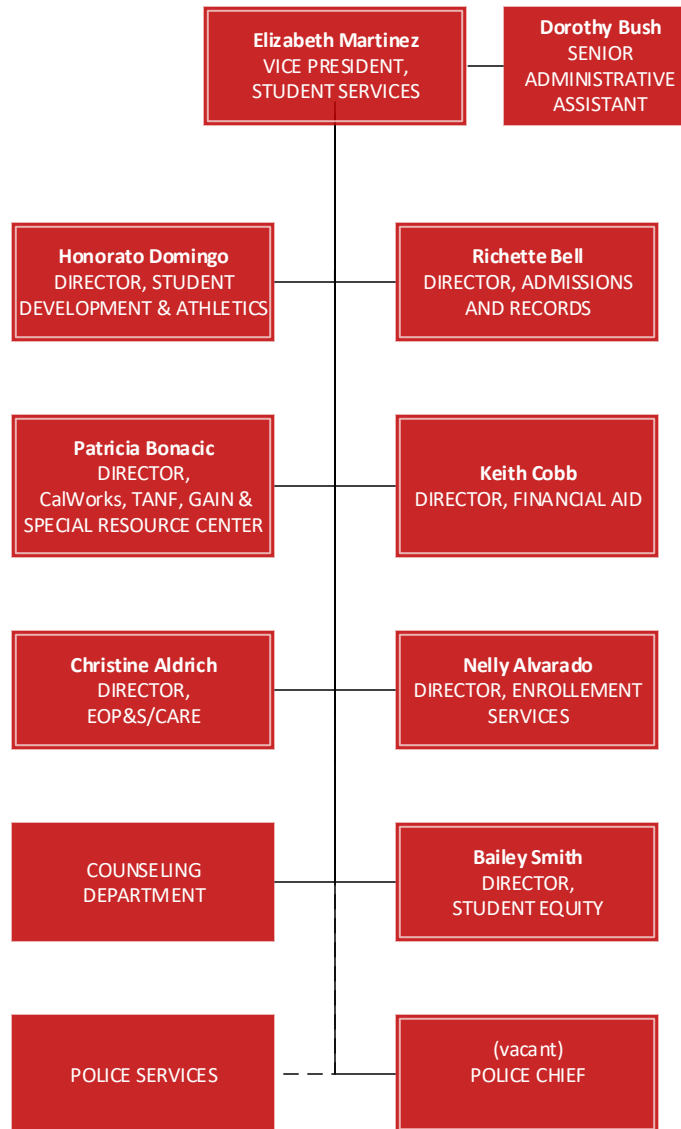 Elizabeth Martinez
VICE PRESIDENT,
STUDENT SERVICES
Dorothy Bush
SENIOR
ADMINISTRATIVE
ASSISTANT
Honorato Domingo
DIRECTOR, STUDENT
DEVELOPMENT & ATHLETICS
Richette Bell
DIRECTOR, ADMISSIONS
AND RECORDS
Patricia Bonacic
DIRECTOR,
CalWorks, TANF, GAIN &
SPECIAL RESOURCE CENTER
Keith Cobb
DIRECTOR, FINANCIAL AID
Christine Aldrich
DIRECTOR,
EOP&S/CARE
Nelly Alvarado
DIRECTOR, ENROLLEMENT
SERVICES
COUNSELING
DEPARTMENT
Bailey Smith
DIRECTOR,
STUDENT EQUITY
POLICE SERVICES
(vacant)
POLICE CHIEF